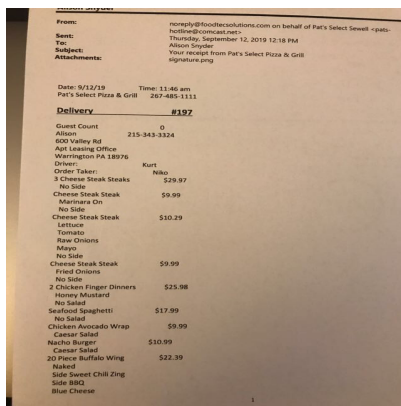 Alison Snyder
From: noreply@foodtecsolutions.com on behalf of Pat's Select Sewell <pats-
hotline@comcast.net>
Sent: Thursday, September 12, 2019 12:18 PM
To: Alison Snyder
Subject: Your receipt from Pat's Select Pizza & Grill
Attachments: signature.png
Date: 9/12/19 Time: 11:46 am
Pat's Select Pizza & Grill 267-485-1111
Delivery #197
Guest Count 0
Alison 215-343-3324
600 Valley Rd
Apt Leasing Office
Warrington PA 18976
Driver: Kurt
Order Taker: Niko
3 Cheese Steak Steaks $29.97
No Side
Cheese Steak Steak $9.99
Marinara On
No Side
Cheese Steak Steak $10.29
Lettuce
Tomato
Raw Onions
Mayo
No Side
Cheese Steak Steak $9.99
Fried Onions
No Side
2 Chicken Finger Dinners $25.98
Honey Mustard
No Salad
Seafood Spaghetti $17.99
No Salad
Chicken Avocado Wrap $9.99
Caesar Salad
Nacho Burger $10.99
Caesar Salad
20 Piece Buffalo Wing $22.39
Naked
Side Sweet Chili Zing
Side BBQ
Blue Cheese
1